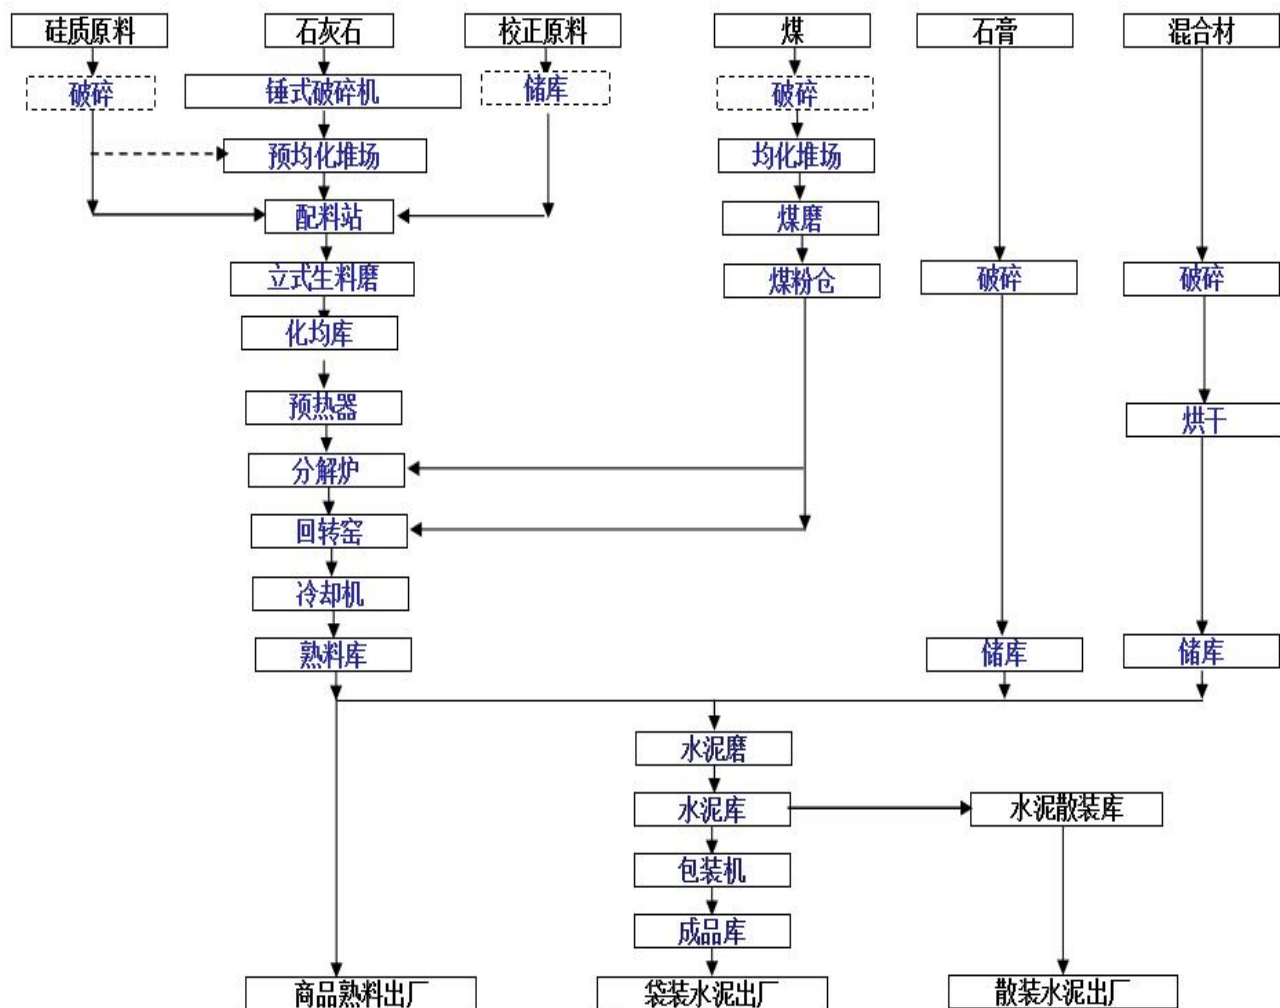 硅质原料
石灰石
校正原料
煤
石膏
混合材
破碎
锤式破碎机
储库
破碎
预均化堆场
均化堆场
配料站
煤磨
立式生料磨
煤粉仓
破碎
破碎
化均库
预热器
烘干
分解炉
回转窑
冷却机
熟料库
储库
储库
水泥磨
水泥库
水泥散装库
包装机
成品库
商品熟料出厂
袋装水泥出厂
散装水泥出厂